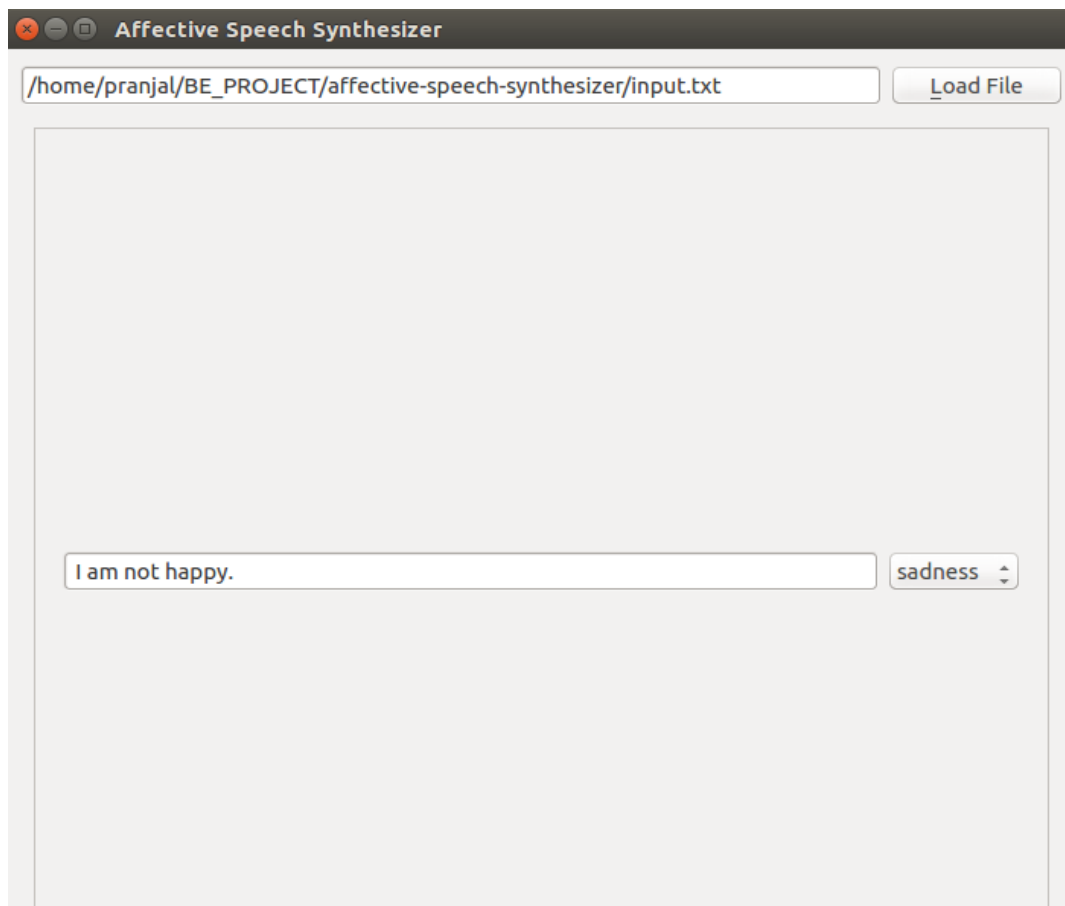 Affective Speech Synthesizer
/home/pranjal/BE_PROJECT/affective-speech-synthesizer/input.txt Load File
I am not happy. sadness